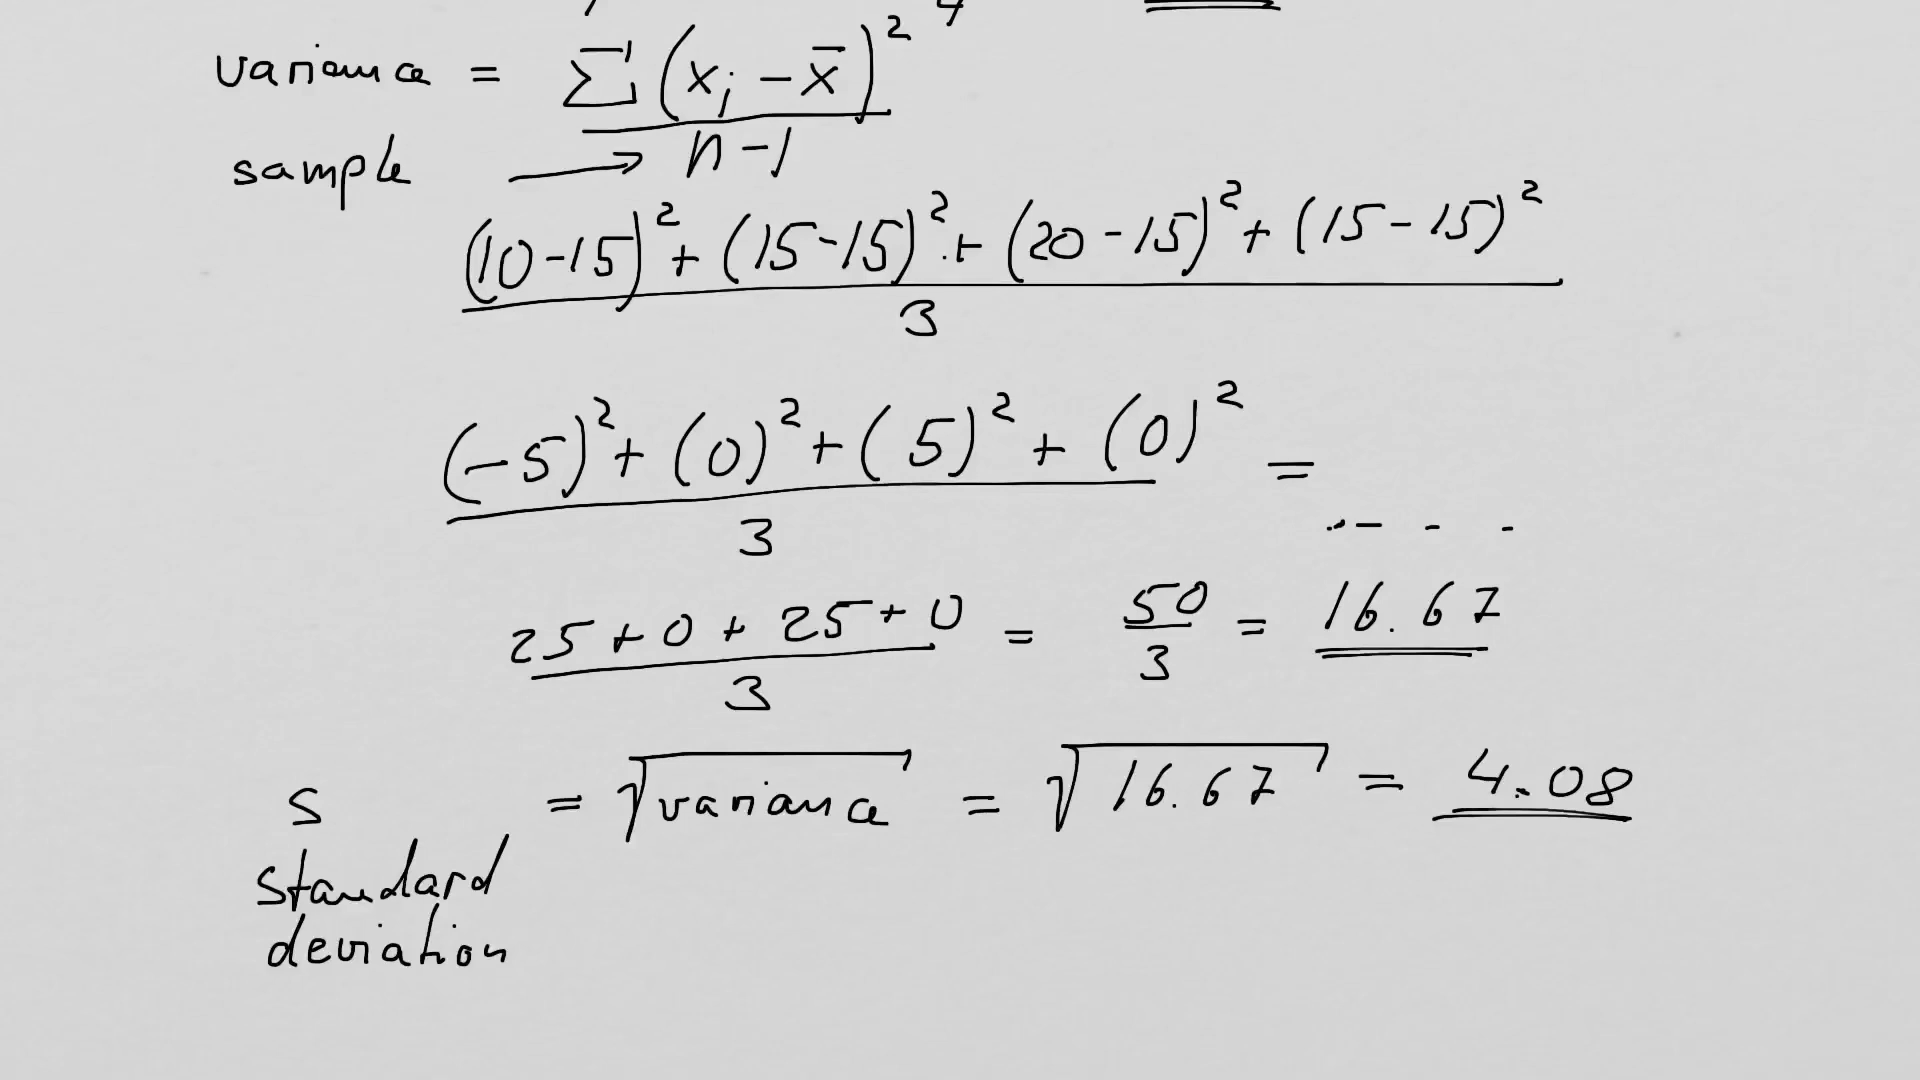 4
variance = Σ(xᵢ - x̄)²
n-1
sample →
(10-15)² + (15-15)² + (20-15)² + (15-15)²
3
(-5)² + (0)² + (5)² + (0)² =
3
25 + 0 + 25 + 0 = 50 = 16.67
3 3
s = √variance = √16.67 = 4.08
standard
deviation